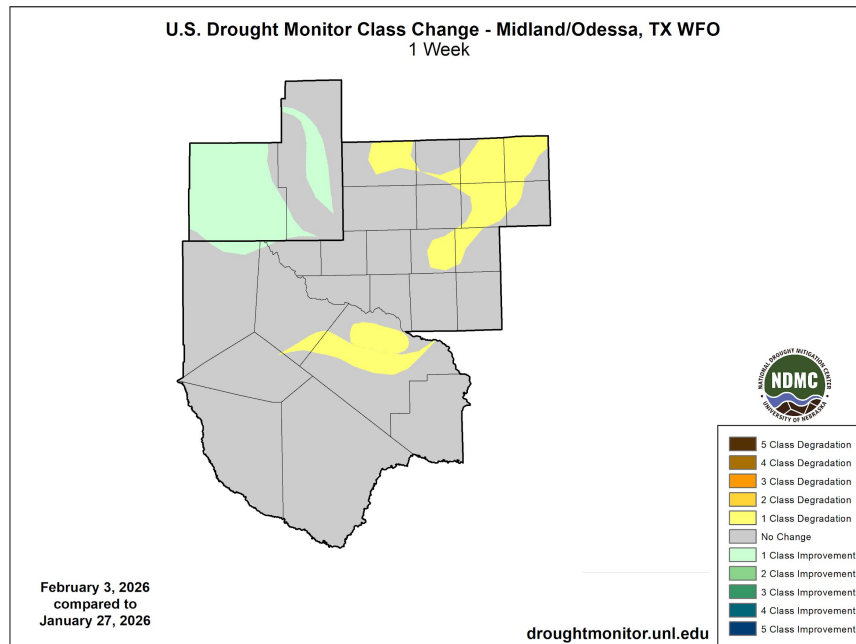 U.S. Drought Monitor Class Change - Midland/Odessa, TX WFO
1 Week
NATIONAL DROUGHT MITIGATION CENTER
NDMC
UNIVERSITY OF NEBRASKA
5 Class Degradation
4 Class Degradation
3 Class Degradation
2 Class Degradation
1 Class Degradation
No Change
1 Class Improvement
2 Class Improvement
3 Class Improvement
4 Class Improvement
5 Class Improvement
February 3, 2026
compared to
January 27, 2026
droughtmonitor.unl.edu